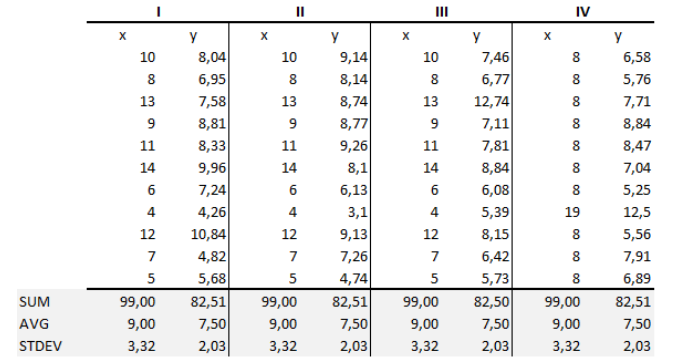 I II III IV
x y x y x y x y
10 8,04 10 9,14 10 7,46 8 6,58
8 6,95 8 8,14 8 6,77 8 5,76
13 7,58 13 8,74 13 12,74 8 7,71
9 8,81 9 8,77 9 7,11 8 8,84
11 8,33 11 9,26 11 7,81 8 8,47
14 9,96 14 8,1 14 8,84 8 7,04
6 7,24 6 6,13 6 6,08 8 5,25
4 4,26 4 3,1 4 5,39 19 12,5
12 10,84 12 9,13 12 8,15 8 5,56
7 4,82 7 7,26 7 6,42 8 7,91
5 5,68 5 4,74 5 5,73 8 6,89
SUM 99,00 82,51 99,00 82,51 99,00 82,50 99,00 82,51
AVG 9,00 7,50 9,00 7,50 9,00 7,50 9,00 7,50
STDEV 3,32 2,03 3,32 2,03 3,32 2,03 3,32 2,03